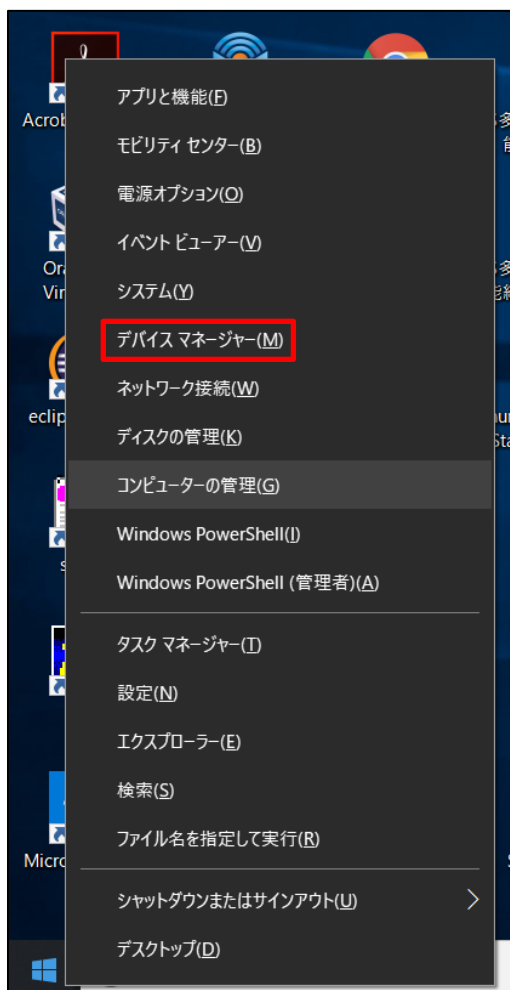 アプリと機能(F)
モビリティ センター(B)
電源オプション(O)
イベント ビューアー(V)
システム(Y)
デバイス マネージャー(M)
ネットワーク接続(W)
ディスクの管理(K)
コンピューターの管理(G)
Windows PowerShell(I)
Windows PowerShell (管理者)(A)
タスク マネージャー(T)
設定(N)
エクスプローラー(E)
検索(S)
ファイル名を指定して実行(R)
シャットダウンまたはサインアウト(U)
デスクトップ(D)
Acrob
Ora
Vir
eclip
Micro